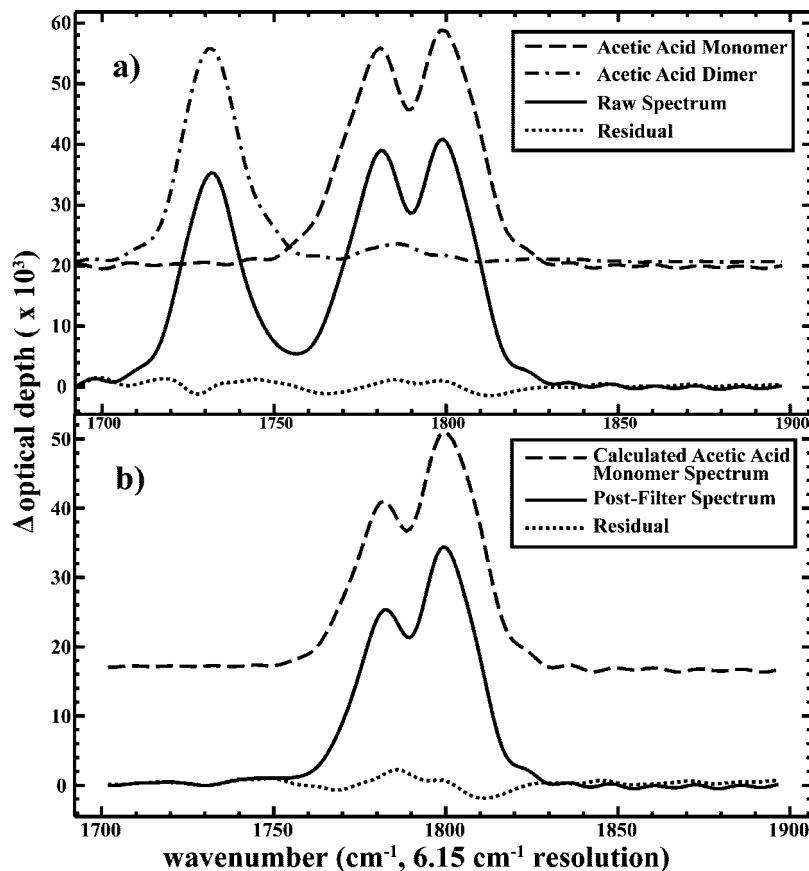 60
50
40
30
20
10
0
a)
Acetic Acid Monomer
Acetic Acid Dimer
Raw Spectrum
Residual
1700 1750 1800 1850 1900
Δoptical depth ( x 10³)
50
40
30
20
10
0
b)
Calculated Acetic Acid
Monomer Spectrum
Post-Filter Spectrum
Residual
1700 1750 1800 1850 1900
wavenumber (cm⁻¹, 6.15 cm⁻¹ resolution)